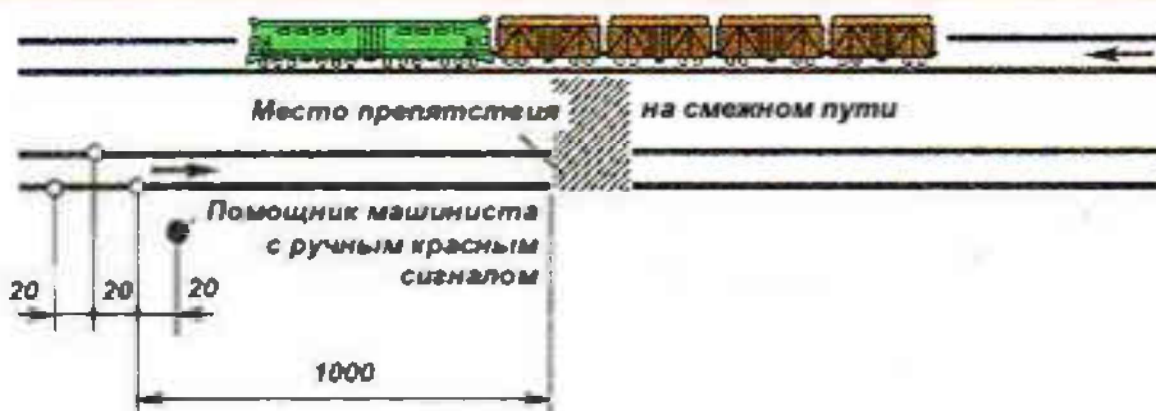 Место препятствия на смежном пути
Помощник машиниста
с ручным красным
сигналом
20 20 20
1000